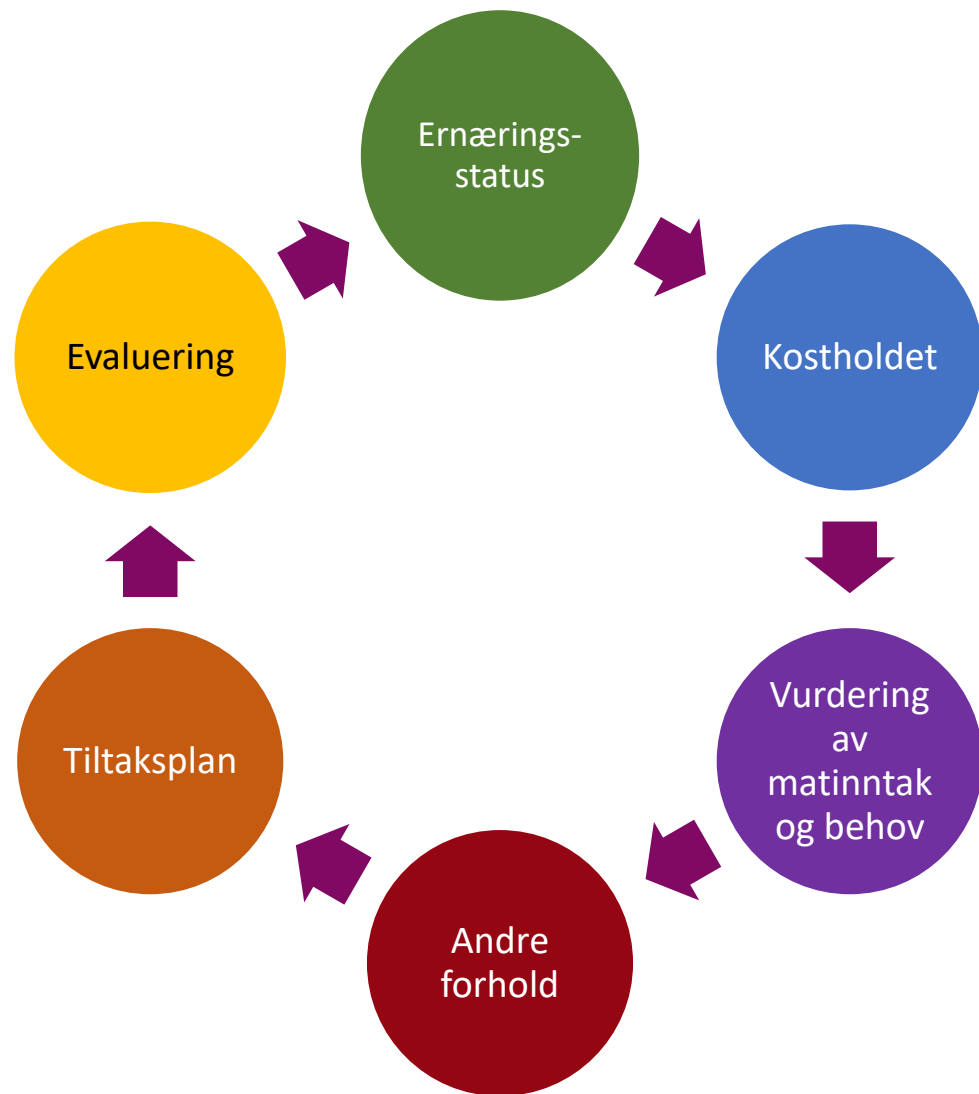 Ernærings-
status
Kostholdet
Vurdering
av
matinntak
og behov
Andre
forhold
Tiltaksplan
Evaluering